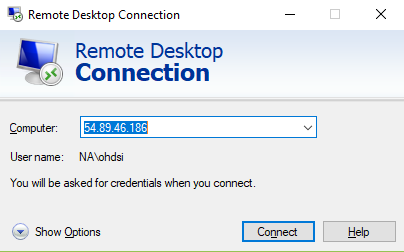 Remote Desktop Connection
Remote Desktop
Connection
Computer:
54.89.46.186
User name:
NA\ohdsi
You will be asked for credentials when you connect.
Show Options
Connect
Help